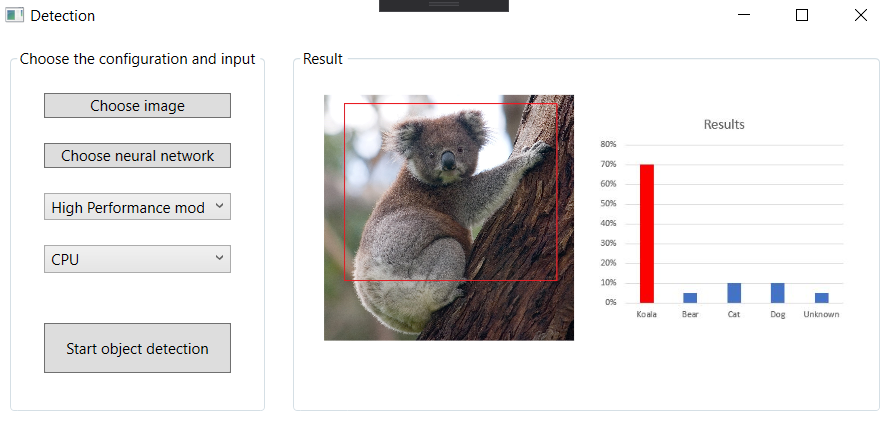 Detection
Choose the configuration and input
Choose image
Choose neural network
High Performance mod
CPU
Start object detection
Result
Results
80%
70%
60%
50%
40%
30%
20%
10%
0%
Koala Bear Cat Dog Unknown